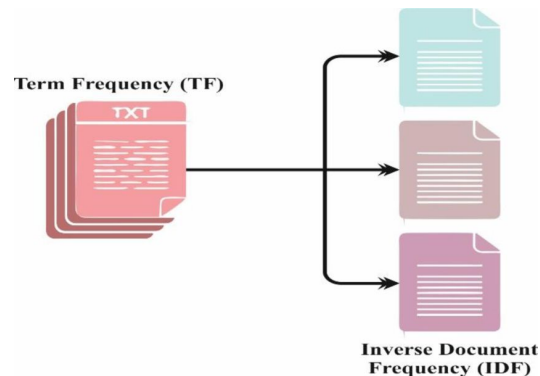 Term Frequency (TF)
TXT
Inverse Document
Frequency (IDF)